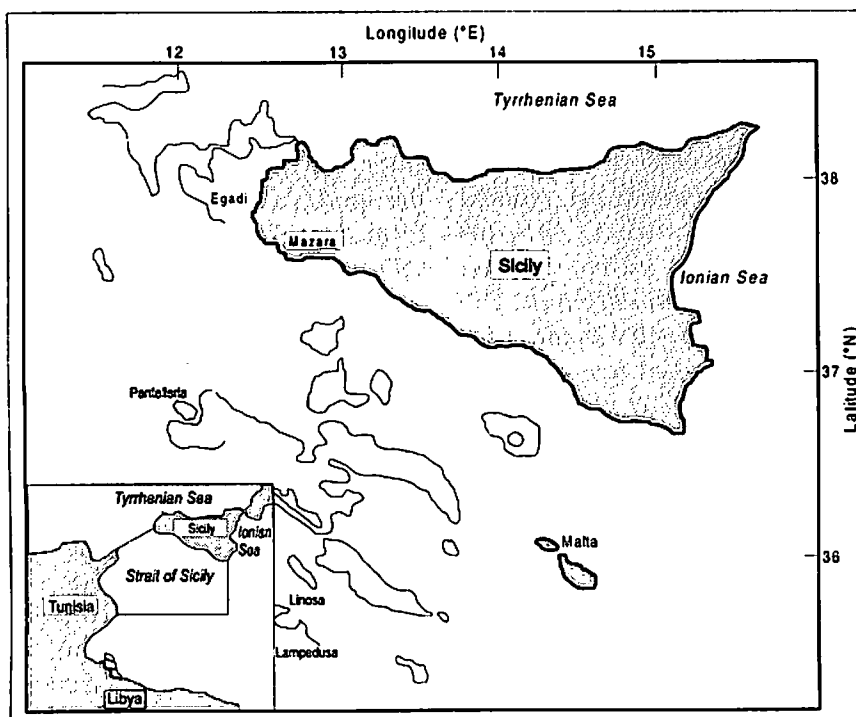 Longitude (°E)
12 13 14 15
Tyrrhenian Sea
38
Egadi
Mazara
Sicily
Ionian Sea
37
Latitude (°N)
Pantelleria
Tyrrhenian Sea
Sicily
Ionian
Sea
36
Malta
Strait of Sicily
Linosa
Tunisia
Lampedusa
Libya